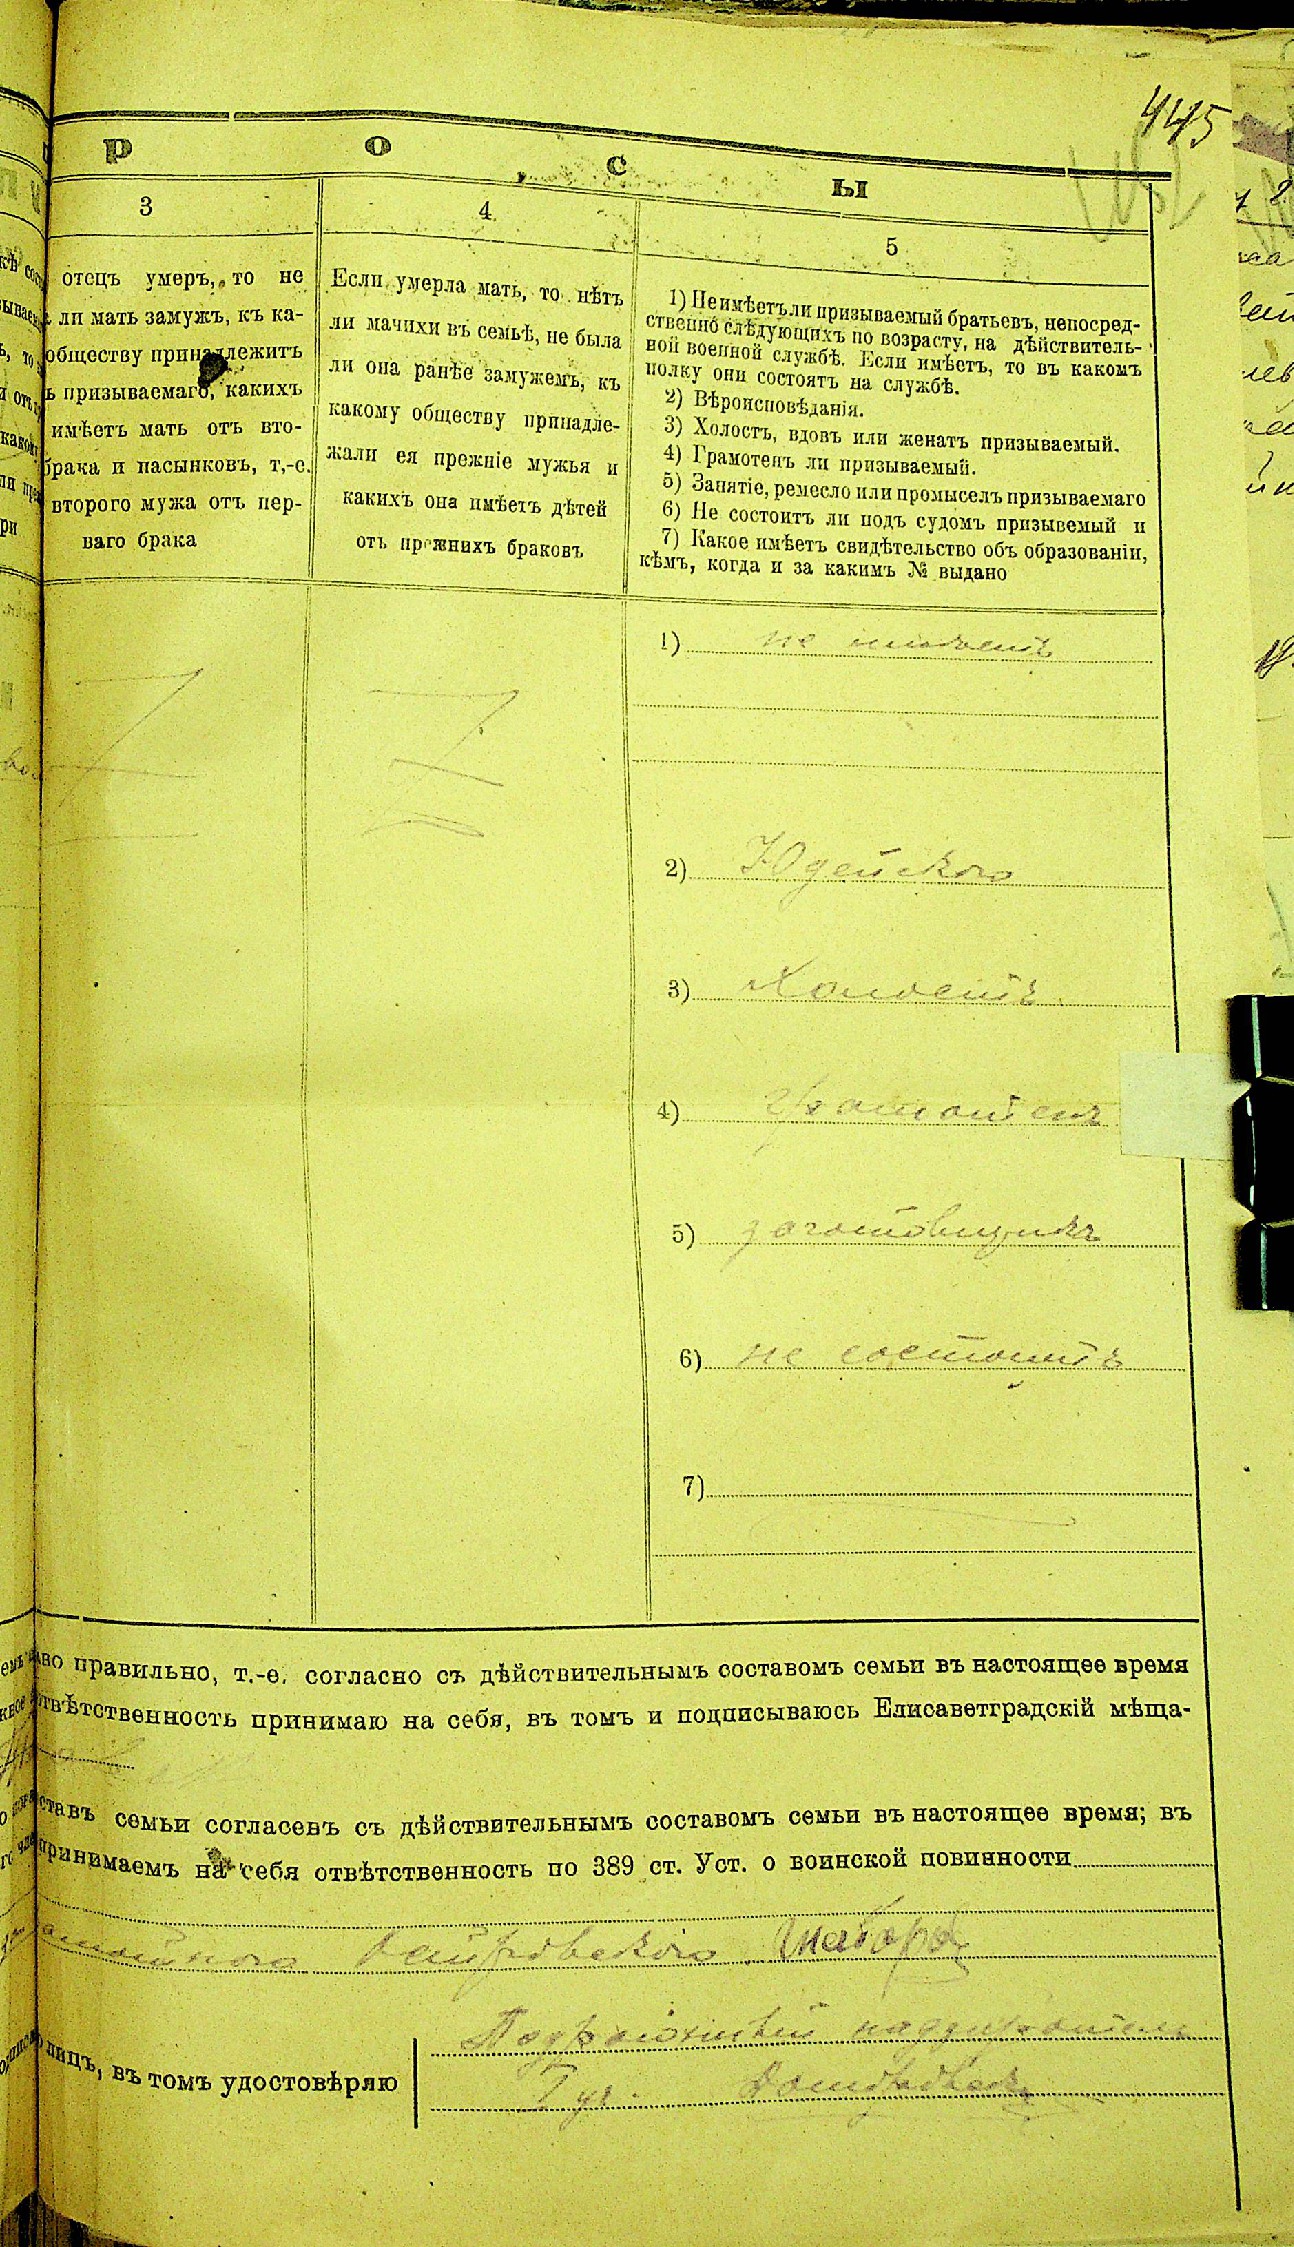 445
Р О С Ы
3
4
5
отецъ умеръ, то не
ли мать замужъ, къ ка-
обществу принадлежитъ
ь призываемаго, какихъ
имѣетъ мать отъ вто-
брака и пасынковъ, т.-е.
второго мужа отъ пер-
ваго брака
Если умерла мать, то нѣтъ
ли мачихи въ семьѣ, не была
ли она ранѣе замужемъ, къ
какому обществу принадле-
жали ея прежніе мужья и
какихъ она имѣетъ дѣтей
отъ прежнихъ браковъ
1) Неимѣетъли призываемый братьевъ, непосред-
ственно слѣдующихъ по возрасту, на дѣйствитель-
ной военной службѣ. Если имѣетъ, то въ какомъ
полку они состоятъ на службѣ.
2) Вѣроисповѣданія.
3) Холостъ, вдовъ или женатъ призываемый.
4) Грамотенъ ли призываемый.
5) Занятіе, ремесло или промыселъ призываемаго
6) Не состоитъ ли подъ судомъ призывемый и
7) Какое имѣетъ свидѣтельство объ образованіи,
кѣмъ, когда и за какимъ № выдано
1) не имѣетъ
2) Юдейскаго
3) Холостъ
4) грамотенъ
5) заготовщикъ
6) не состоитъ
7)
во правильно, т.-е. согласно съ дѣйствительнымъ составомъ семьи въ настоящее время
отвѣтственность принимаю на себя, въ томъ и подписываюсь Елисаветградскій мѣща-
ставъ семьи согласевъ съ дѣйствительнымъ составомъ семьи въ настоящее время; въ
принимаемъ на себя отвѣтственность по 389 ст. Уст. о воинской повинности
лицъ, въ томъ удостовѣряю
надзиратель